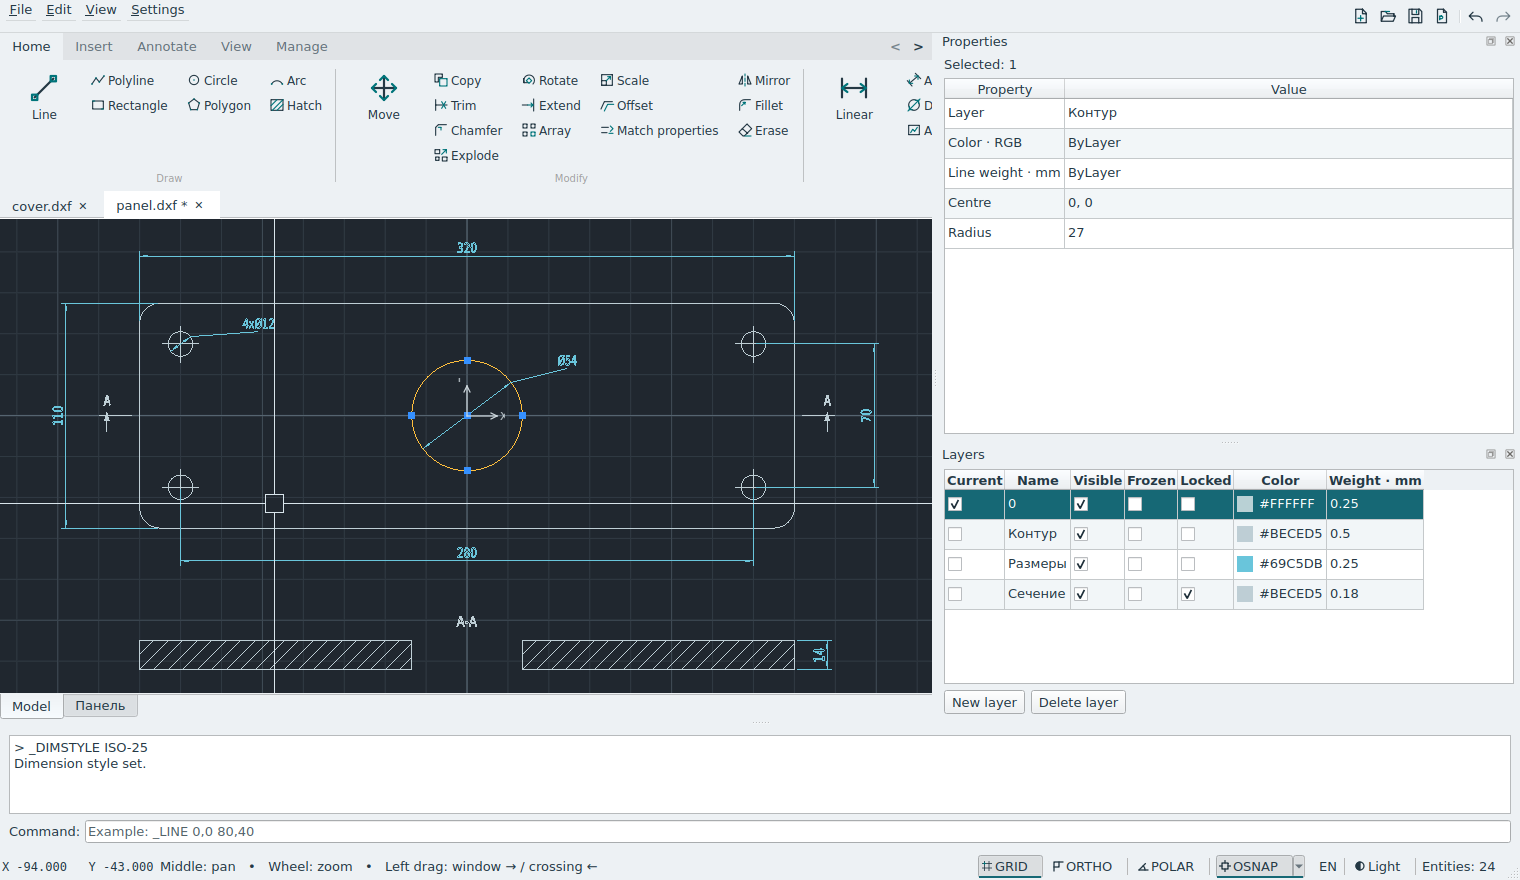 File Edit View Settings
Home Insert Annotate View Manage < >
Line
Polyline Circle Arc
Rectangle Polygon Hatch
Draw
Move
Copy Rotate Scale Mirror
Trim Extend Offset Fillet
Chamfer Array Match properties Erase
Explode
Modify
Linear
A
D
A
cover.dxf × panel.dxf * ×
320
4xØ12
Ø54
110
A
A
70
X
280
A-A
14
Model Панель
Properties
Selected: 1
Property Value
Layer Контур
Color · RGB ByLayer
Line weight · mm ByLayer
Centre 0, 0
Radius 27
Layers
Current Name Visible Frozen Locked Color Weight · mm
0 #FFFFFF 0.25
Контур #BECED5 0.5
Размеры #69C5DB 0.25
Сечение #BECED5 0.18
New layer Delete layer
> _DIMSTYLE ISO-25
Dimension style set.
Command: Example: _LINE 0,0 80,40
X -94.000 Y -43.000 Middle: pan • Wheel: zoom • Left drag: window → / crossing ← GRID ORTHO POLAR OSNAP EN Light Entities: 24